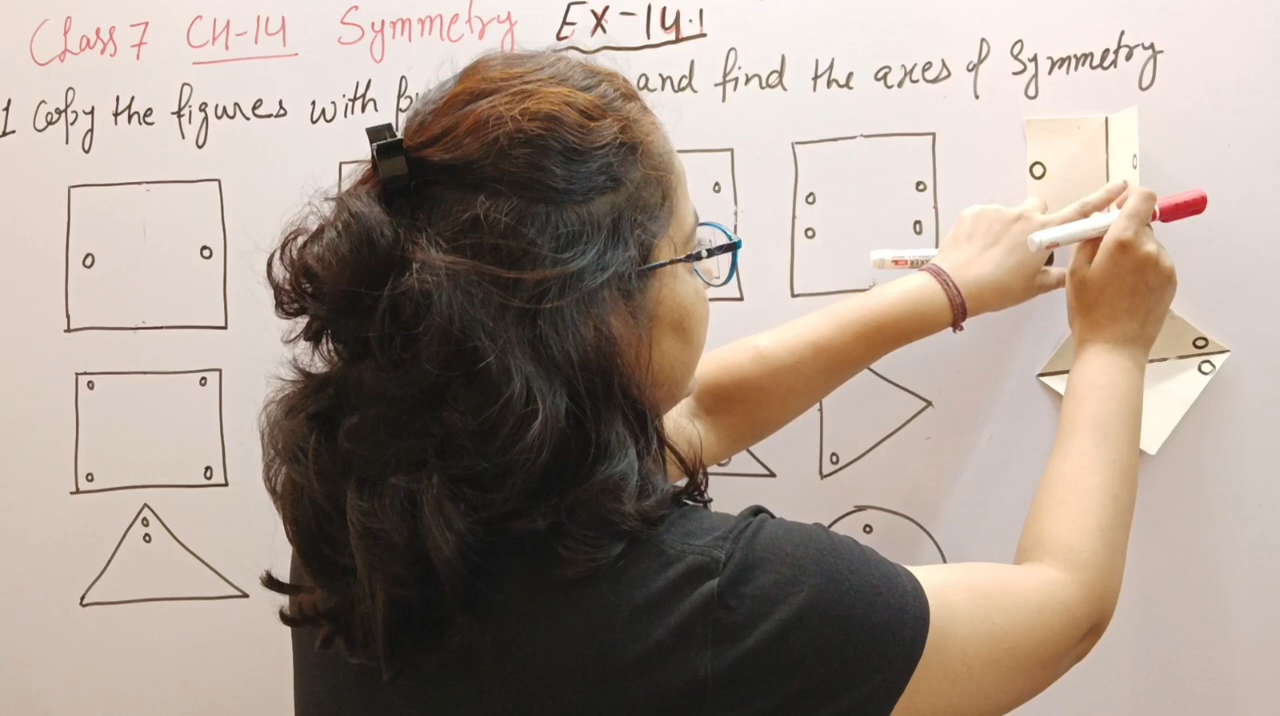 Class 7 CH-14 Symmetry Ex-14.1
1 Copy the figures with and find the axes of Symmetry